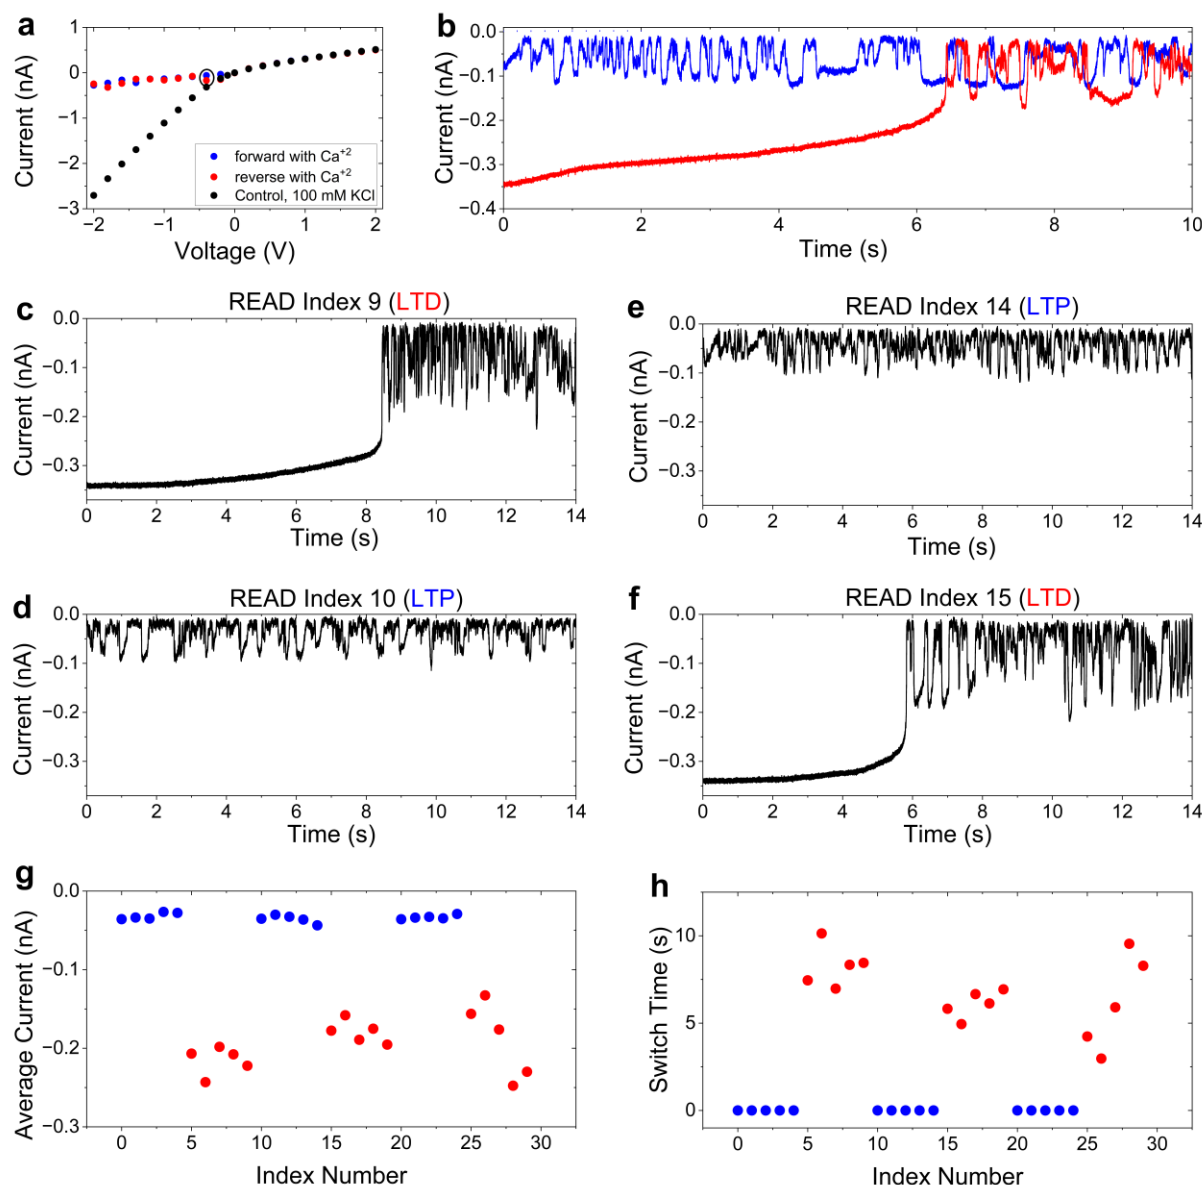 a
Current (nA)
1
0
−1
−2
−3
−2
−1
0
1
2
Voltage (V)
forward with Ca+2
reverse with Ca+2
Control, 100 mM KCl
b
Current (nA)
0.0
−0.1
−0.2
−0.3
−0.4
0
2
4
6
8
10
Time (s)
c
READ Index 9 (LTD)
Current (nA)
0.0
−0.1
−0.2
−0.3
0
2
4
6
8
10
12
14
Time (s)
e
READ Index 14 (LTP)
Current (nA)
0.0
−0.1
−0.2
−0.3
0
2
4
6
8
10
12
14
Time (s)
d
READ Index 10 (LTP)
Current (nA)
0.0
−0.1
−0.2
−0.3
0
2
4
6
8
10
12
14
Time (s)
f
READ Index 15 (LTD)
Current (nA)
0.0
−0.1
−0.2
−0.3
0
2
4
6
8
10
12
14
Time (s)
g
Average Current (nA)
0.0
−0.1
−0.2
−0.3
0
5
10
15
20
25
30
Index Number
h
Switch Time (s)
10
5
0
0
5
10
15
20
25
30
Index Number